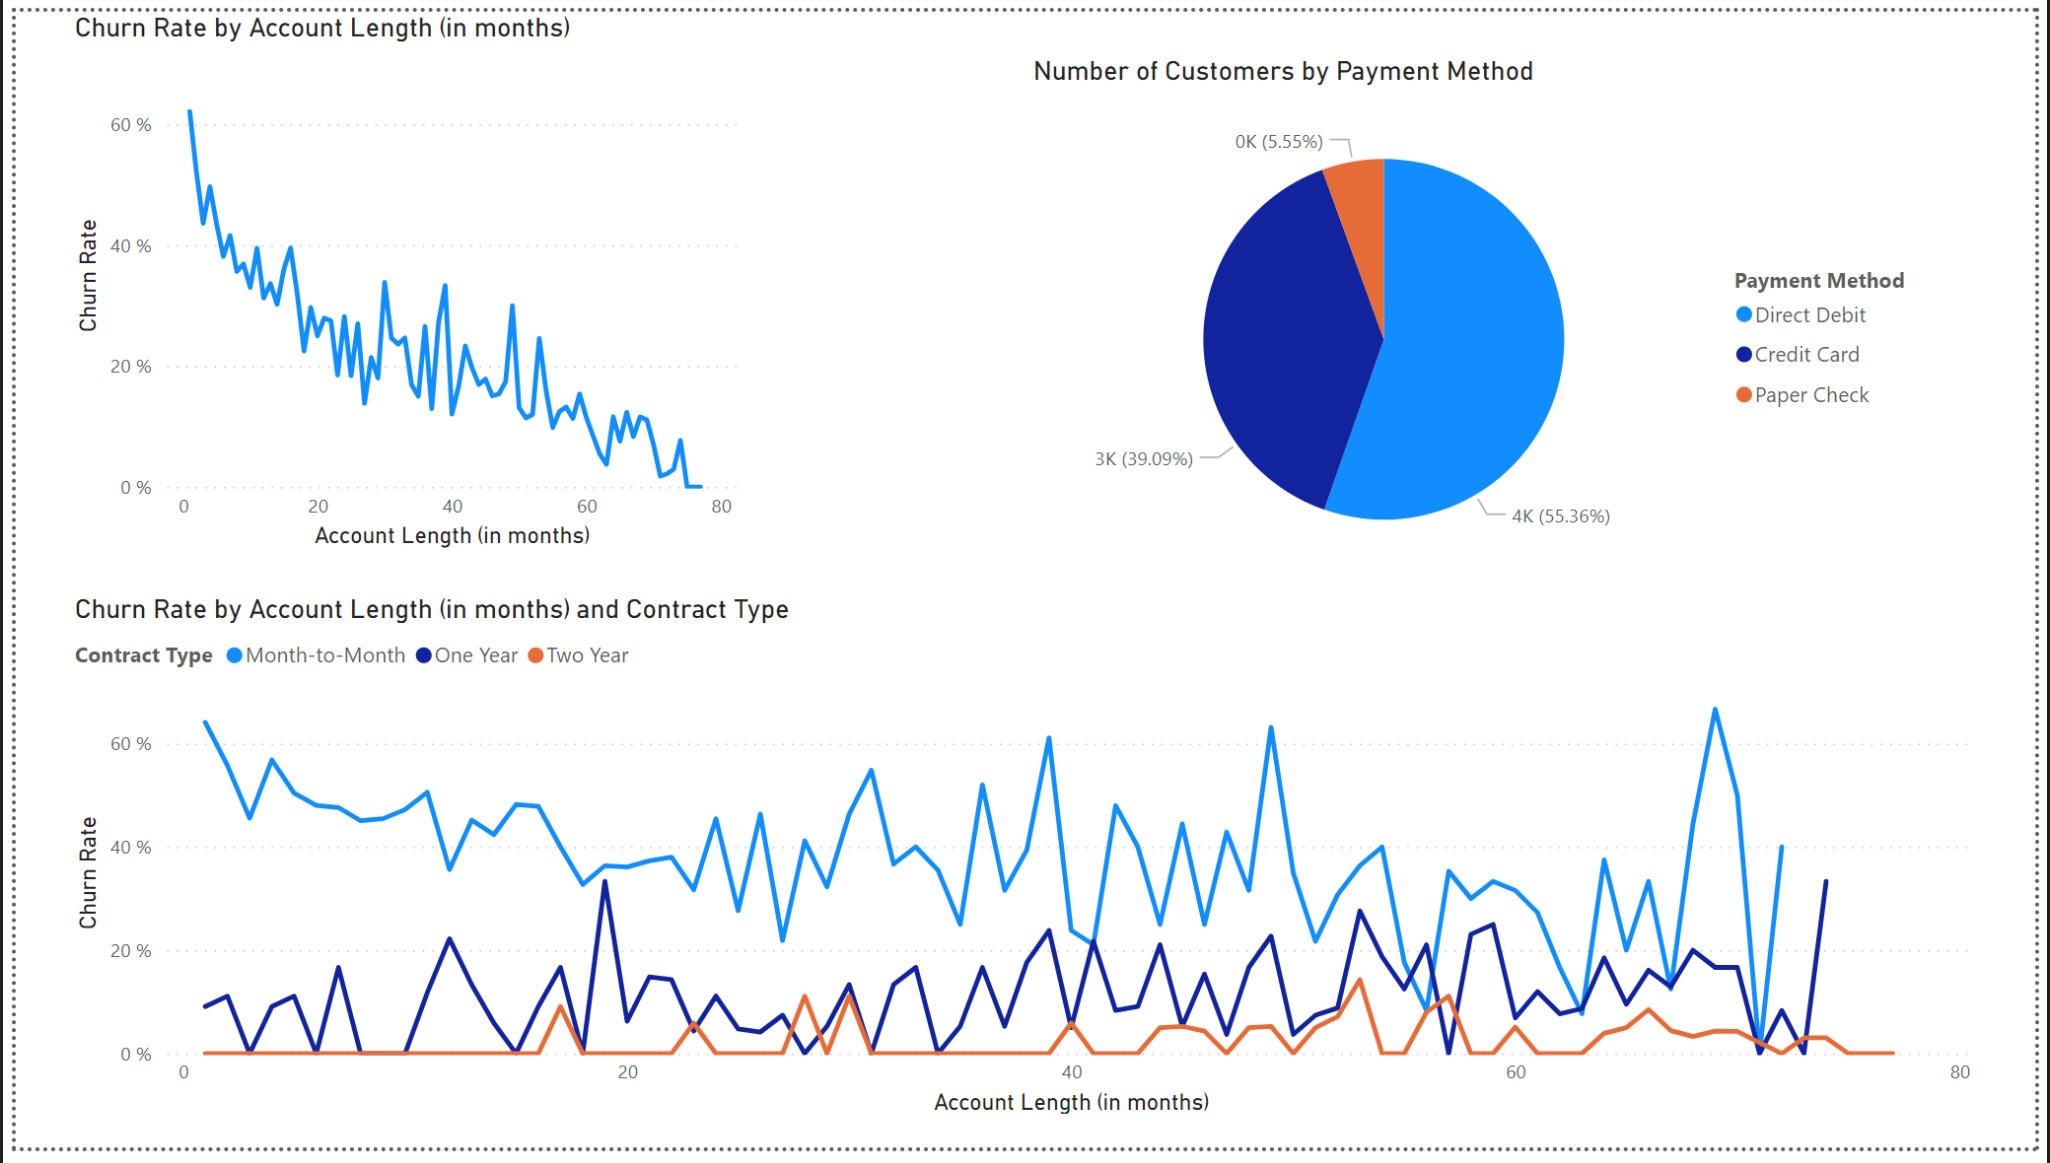 Churn Rate by Account Length (in months)
60 %
40 %
20 %
0 %
Churn Rate
0 20 40 60 80
Account Length (in months)
Number of Customers by Payment Method
0K (5.55%)
3K (39.09%)
4K (55.36%)
Payment Method
Direct Debit
Credit Card
Paper Check
Churn Rate by Account Length (in months) and Contract Type
Contract Type Month-to-Month One Year Two Year
60 %
40 %
20 %
0 %
Churn Rate
0 20 40 60 80
Account Length (in months)